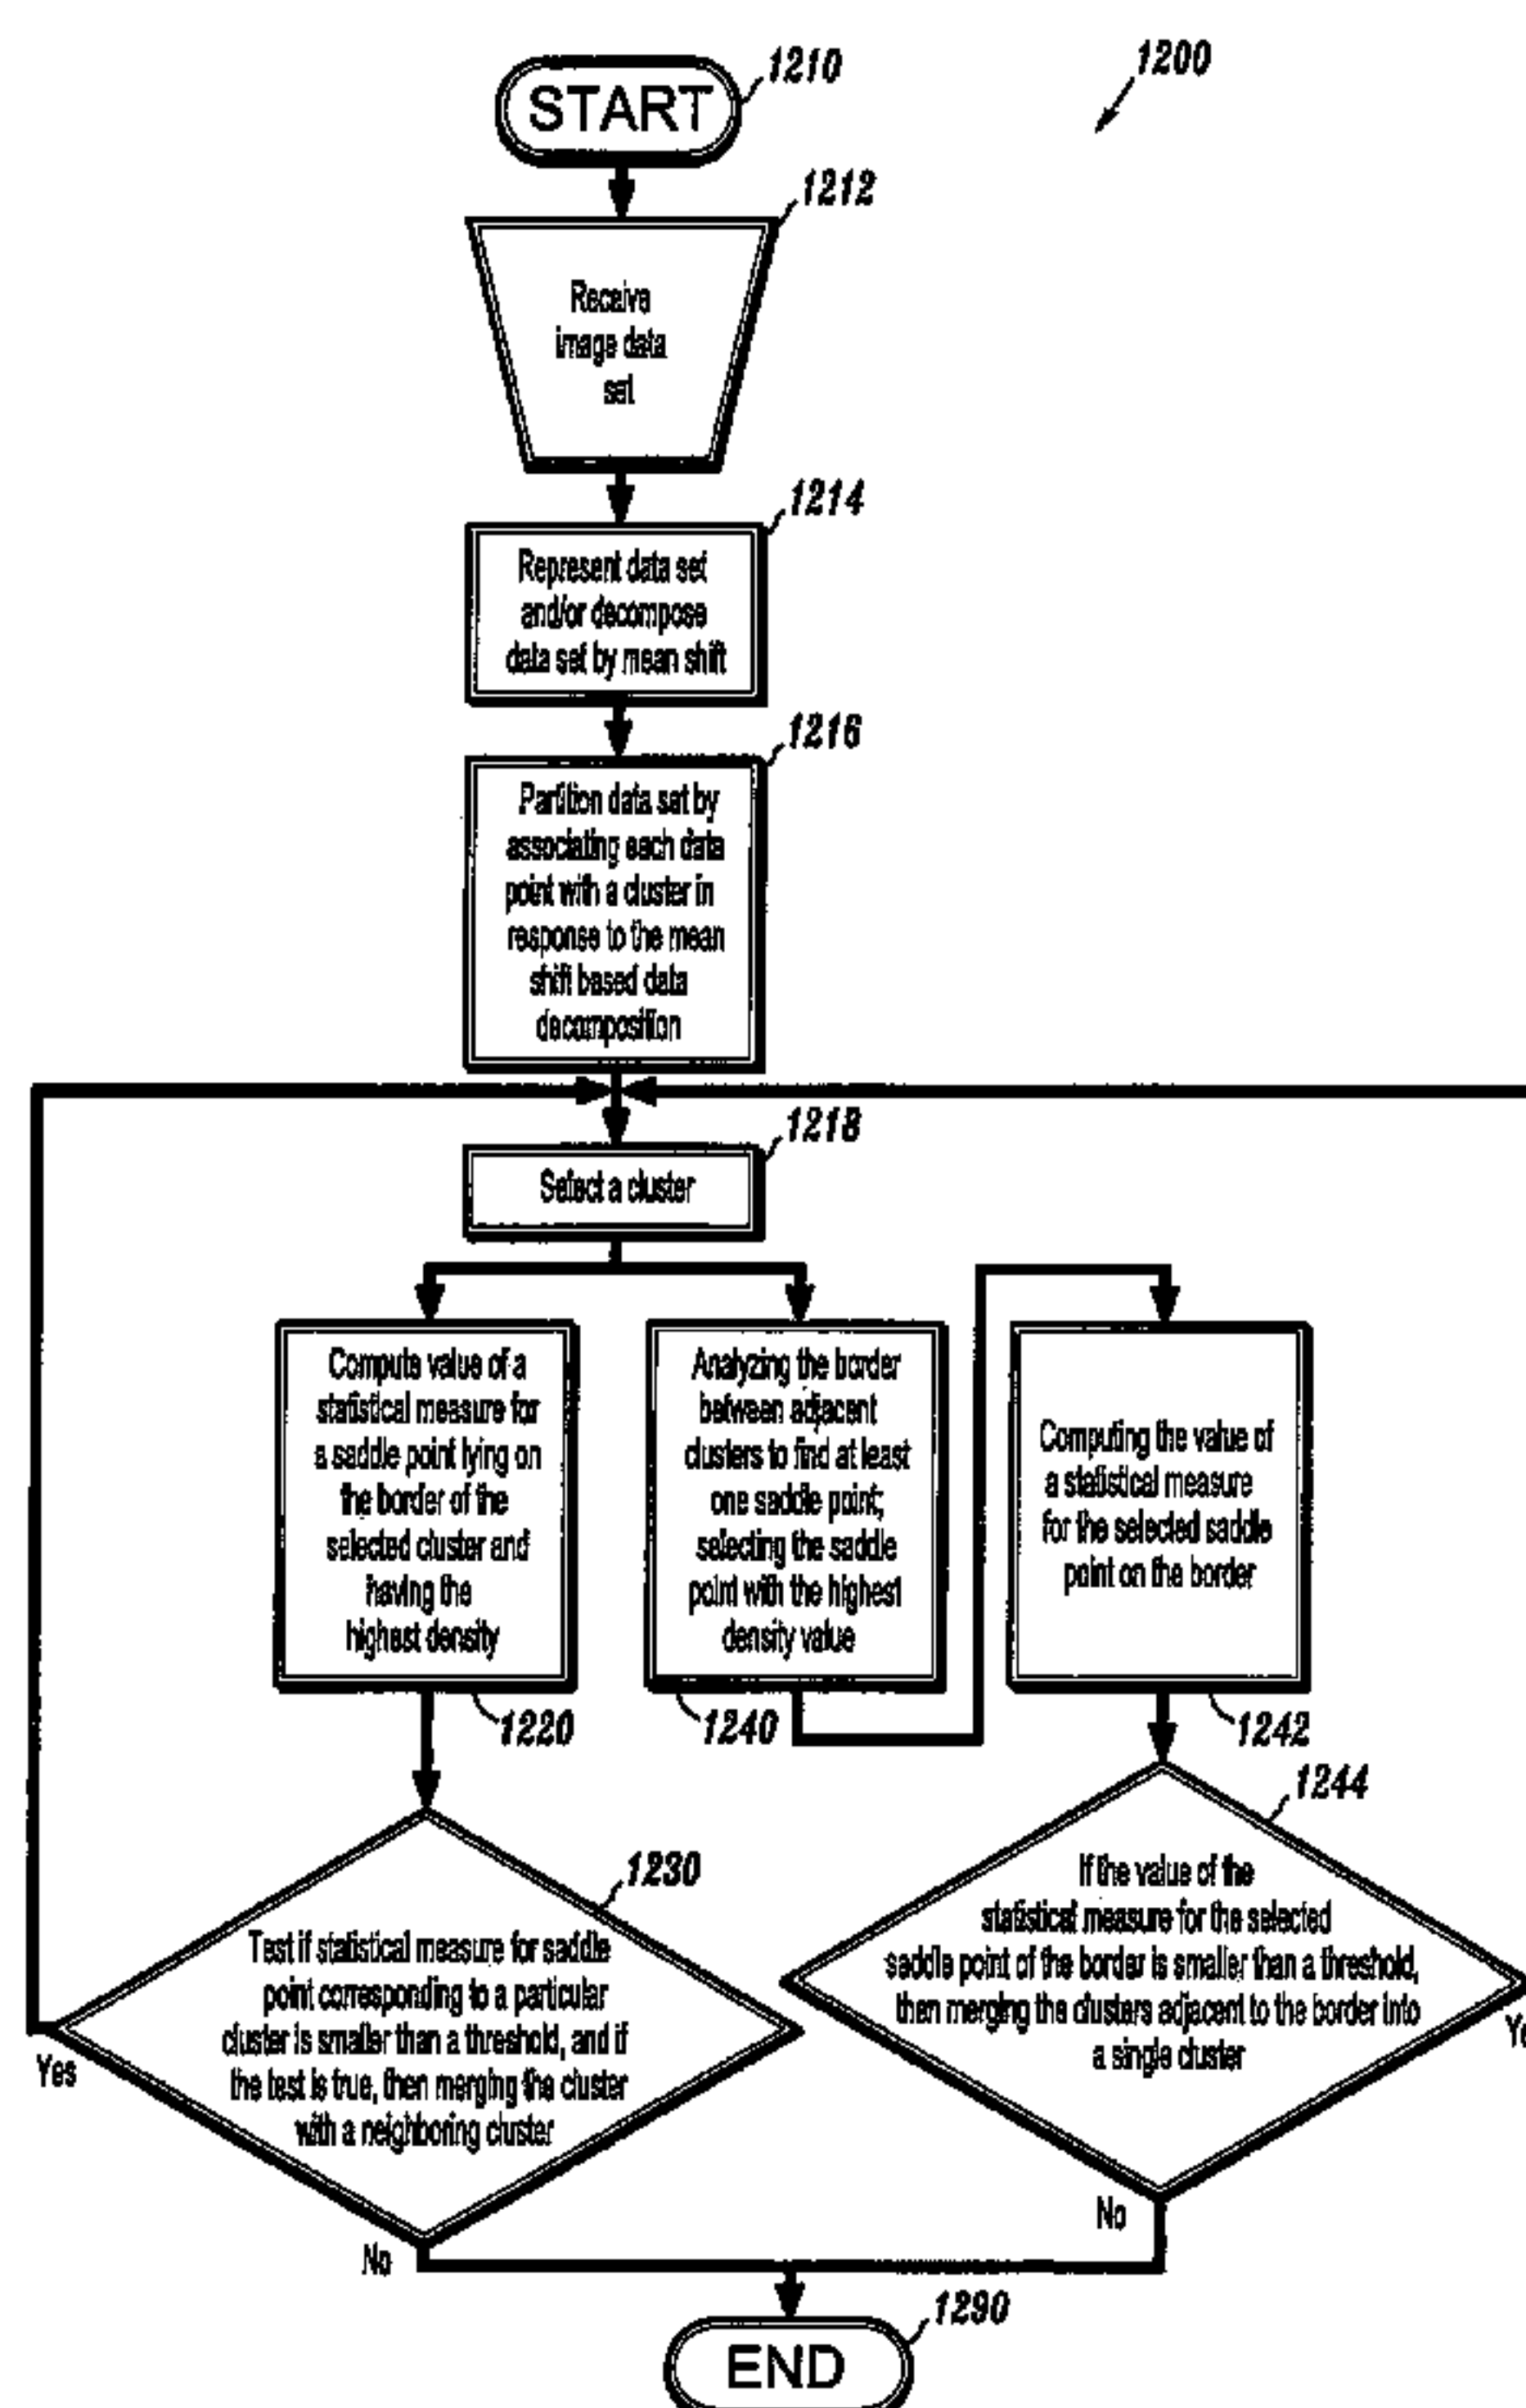 1200
1210
START
1212
Receive
image data
set
1214
Represent data set
and/or decompose
data set by mean shift
1216
Partition data set by
associating each data
point with a cluster in
response to the mean
shift based data
decomposition
1218
Select a cluster
Compute value of a
statistical measure for
a saddle point lying on
the border of the
selected cluster and
having the
highest density
1220
Analyzing the border
between adjacent
clusters to find at least
one saddle point;
selecting the saddle
point with the highest
density value
1240
Computing the value of
a statistical measure
for the selected saddle
point on the border
1242
1230
Test if statistical measure for saddle
point corresponding to a particular
cluster is smaller than a threshold, and if
the test is true, then merging the cluster
with a neighboring cluster
Yes
No
1244
If the value of the
statistical measure for the selected
saddle point of the border is smaller than a threshold,
then merging the clusters adjacent to the border into
a single cluster
No
1290
END